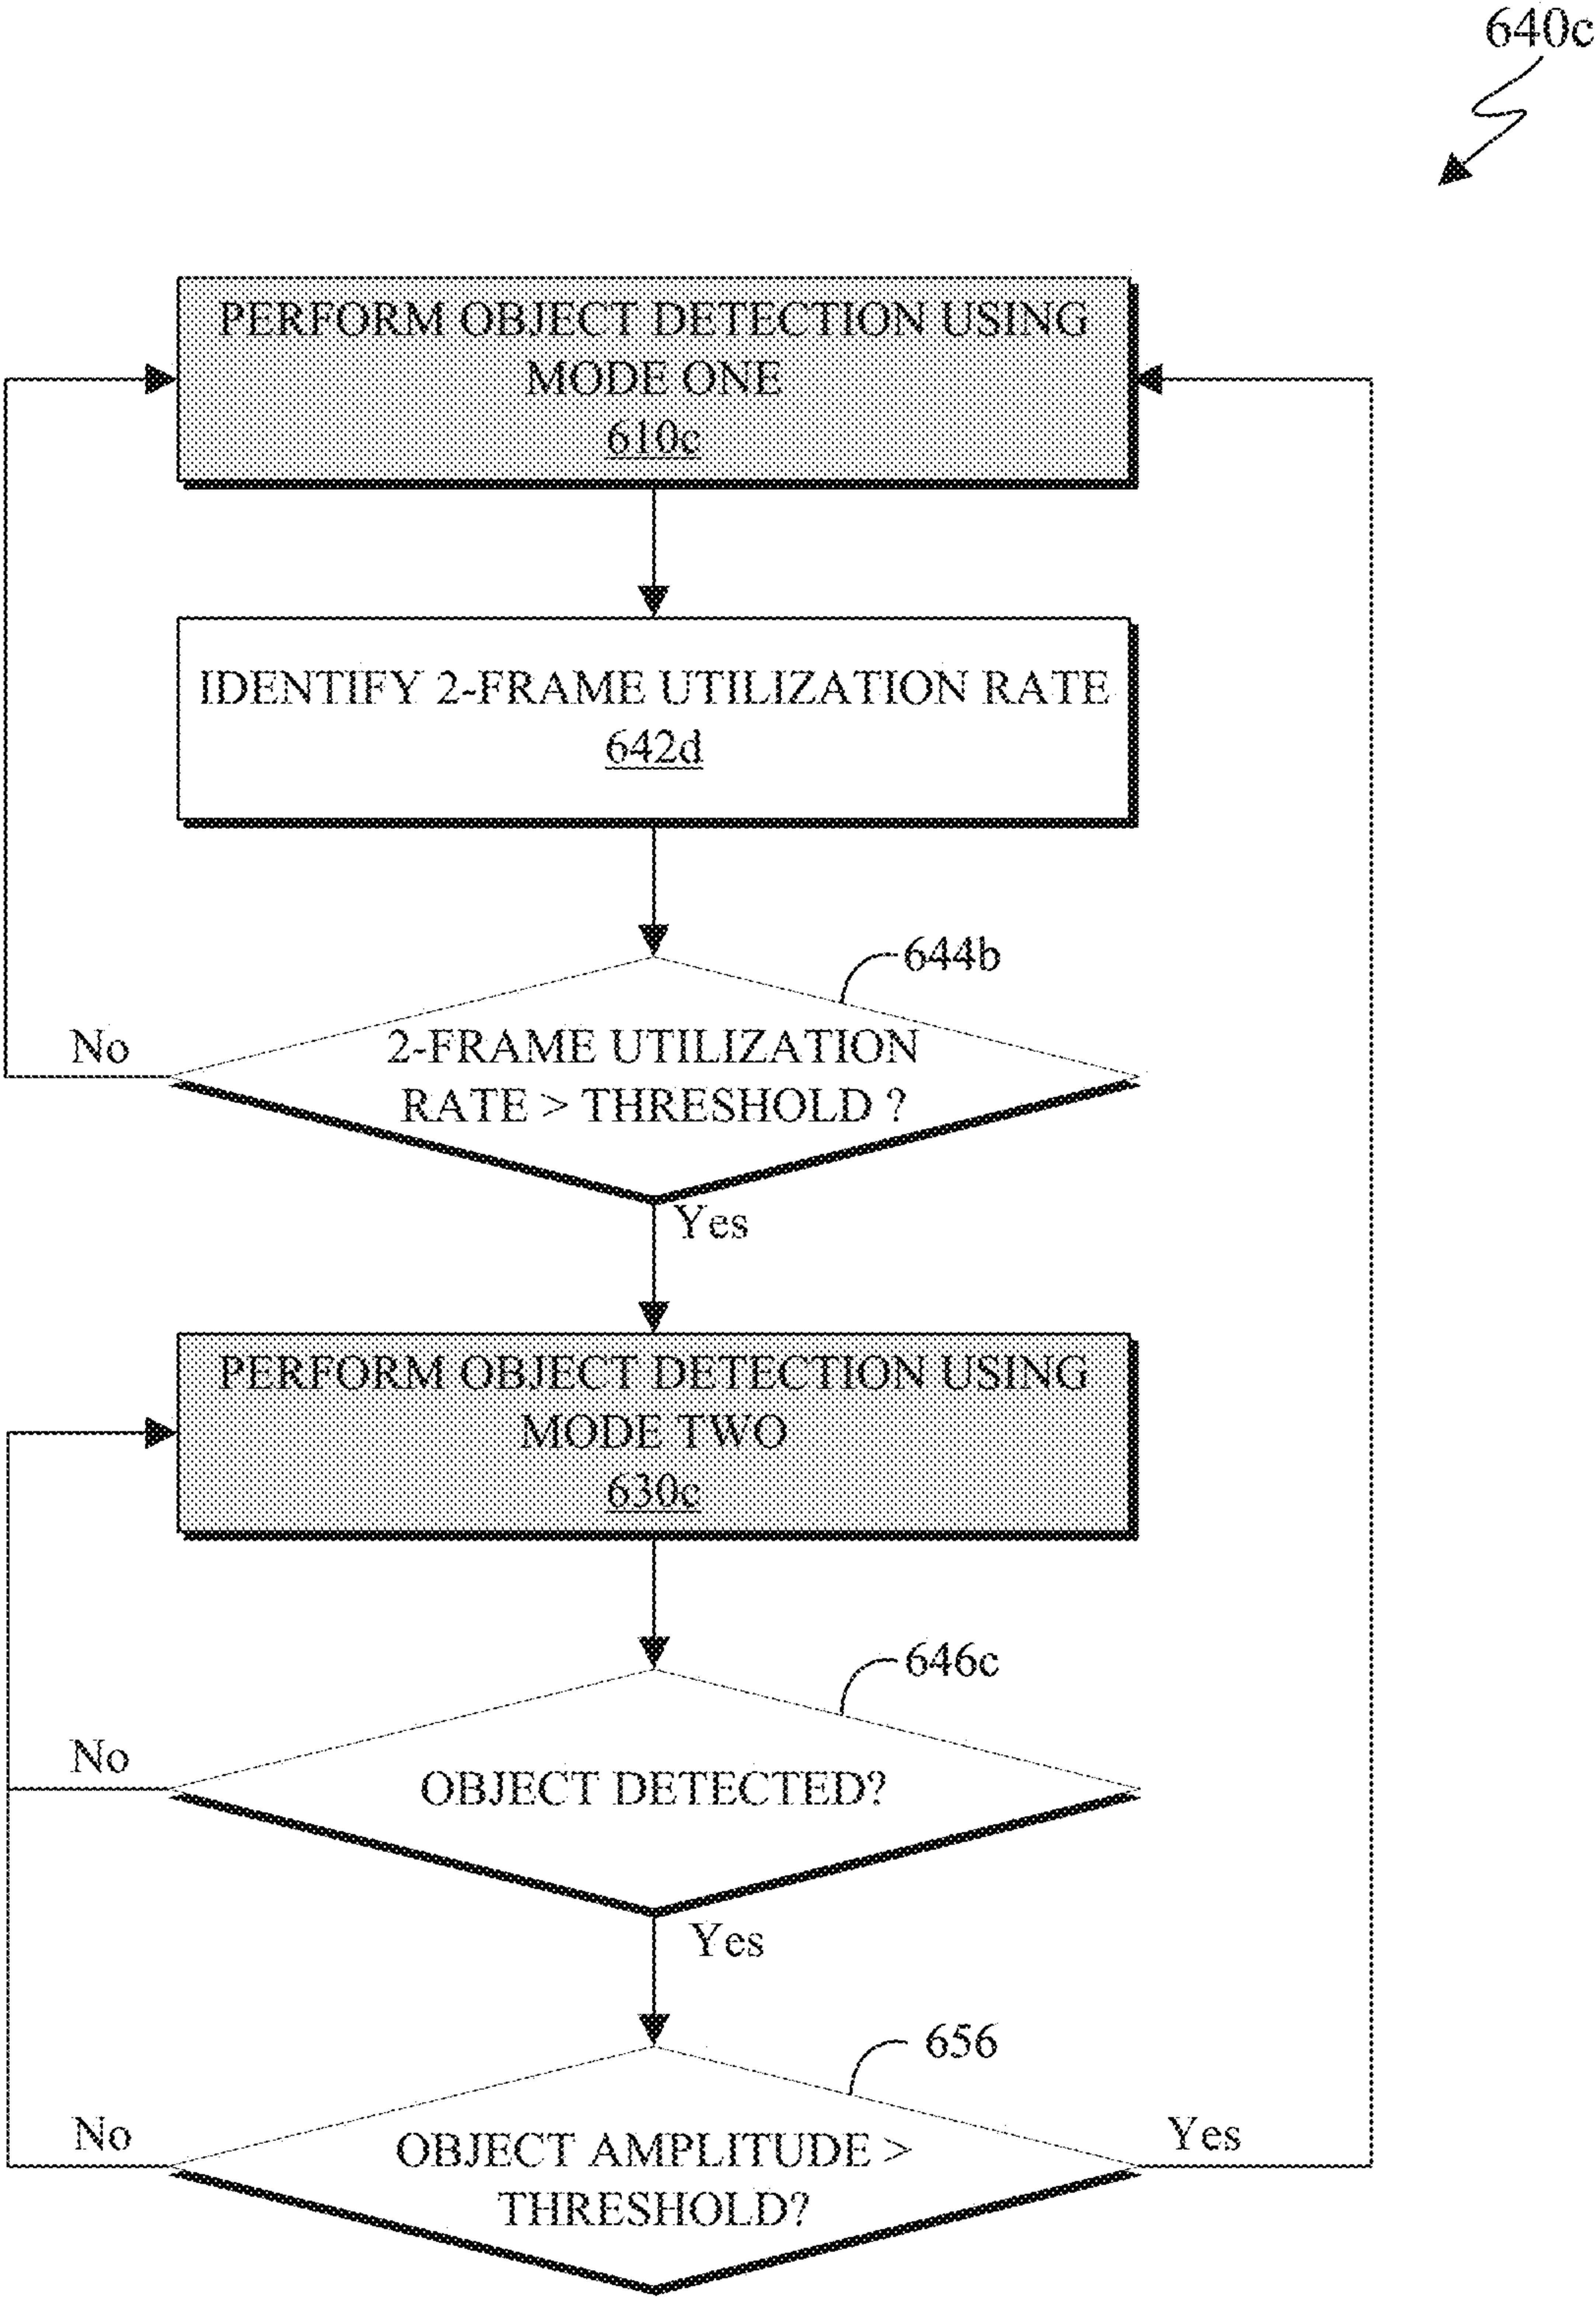 640c
PERFORM OBJECT DETECTION USING
MODE ONE
610c
IDENTIFY 2-FRAME UTILIZATION RATE
642d
644b
2-FRAME UTILIZATION
RATE > THRESHOLD ?
No
Yes
PERFORM OBJECT DETECTION USING
MODE TWO
630c
646c
No
OBJECT DETECTED?
Yes
656
No
OBJECT AMPLITUDE >
THRESHOLD?
Yes